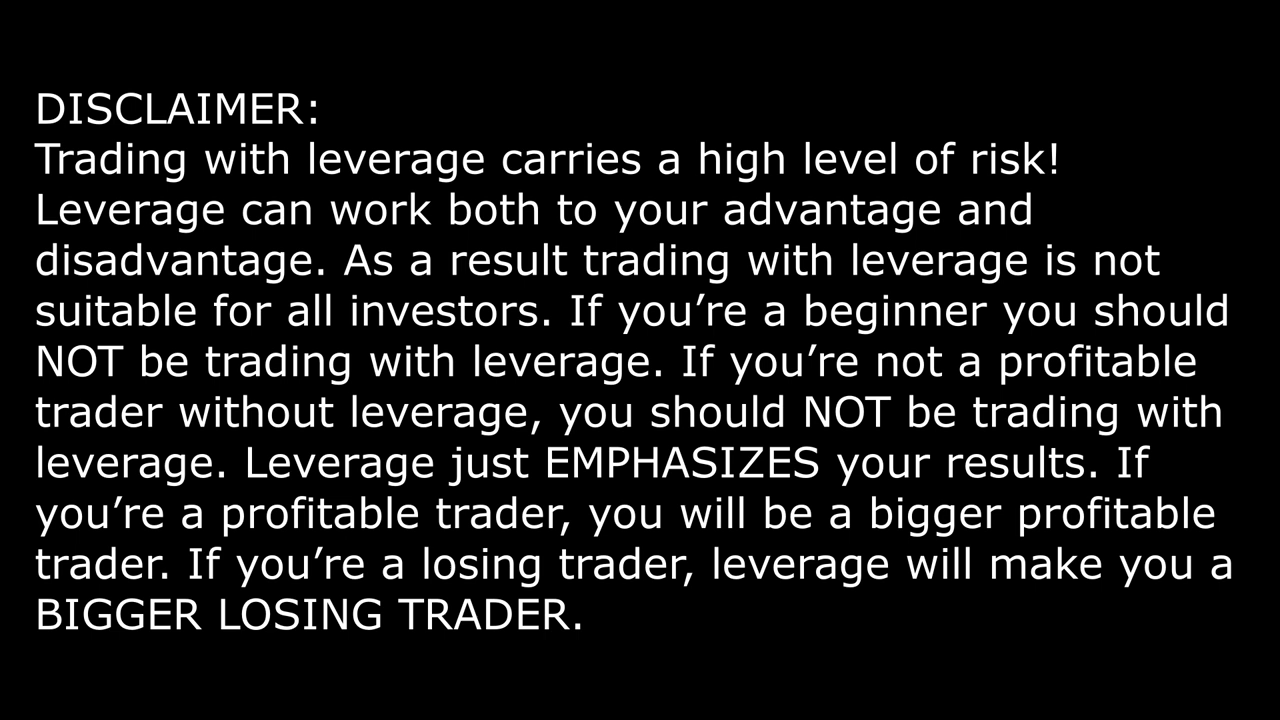 DISCLAIMER:
Trading with leverage carries a high level of risk!
Leverage can work both to your advantage and
disadvantage. As a result trading with leverage is not
suitable for all investors. If you’re a beginner you should
NOT be trading with leverage. If you’re not a profitable
trader without leverage, you should NOT be trading with
leverage. Leverage just EMPHASIZES your results. If
you’re a profitable trader, you will be a bigger profitable
trader. If you’re a losing trader, leverage will make you a
BIGGER LOSING TRADER.